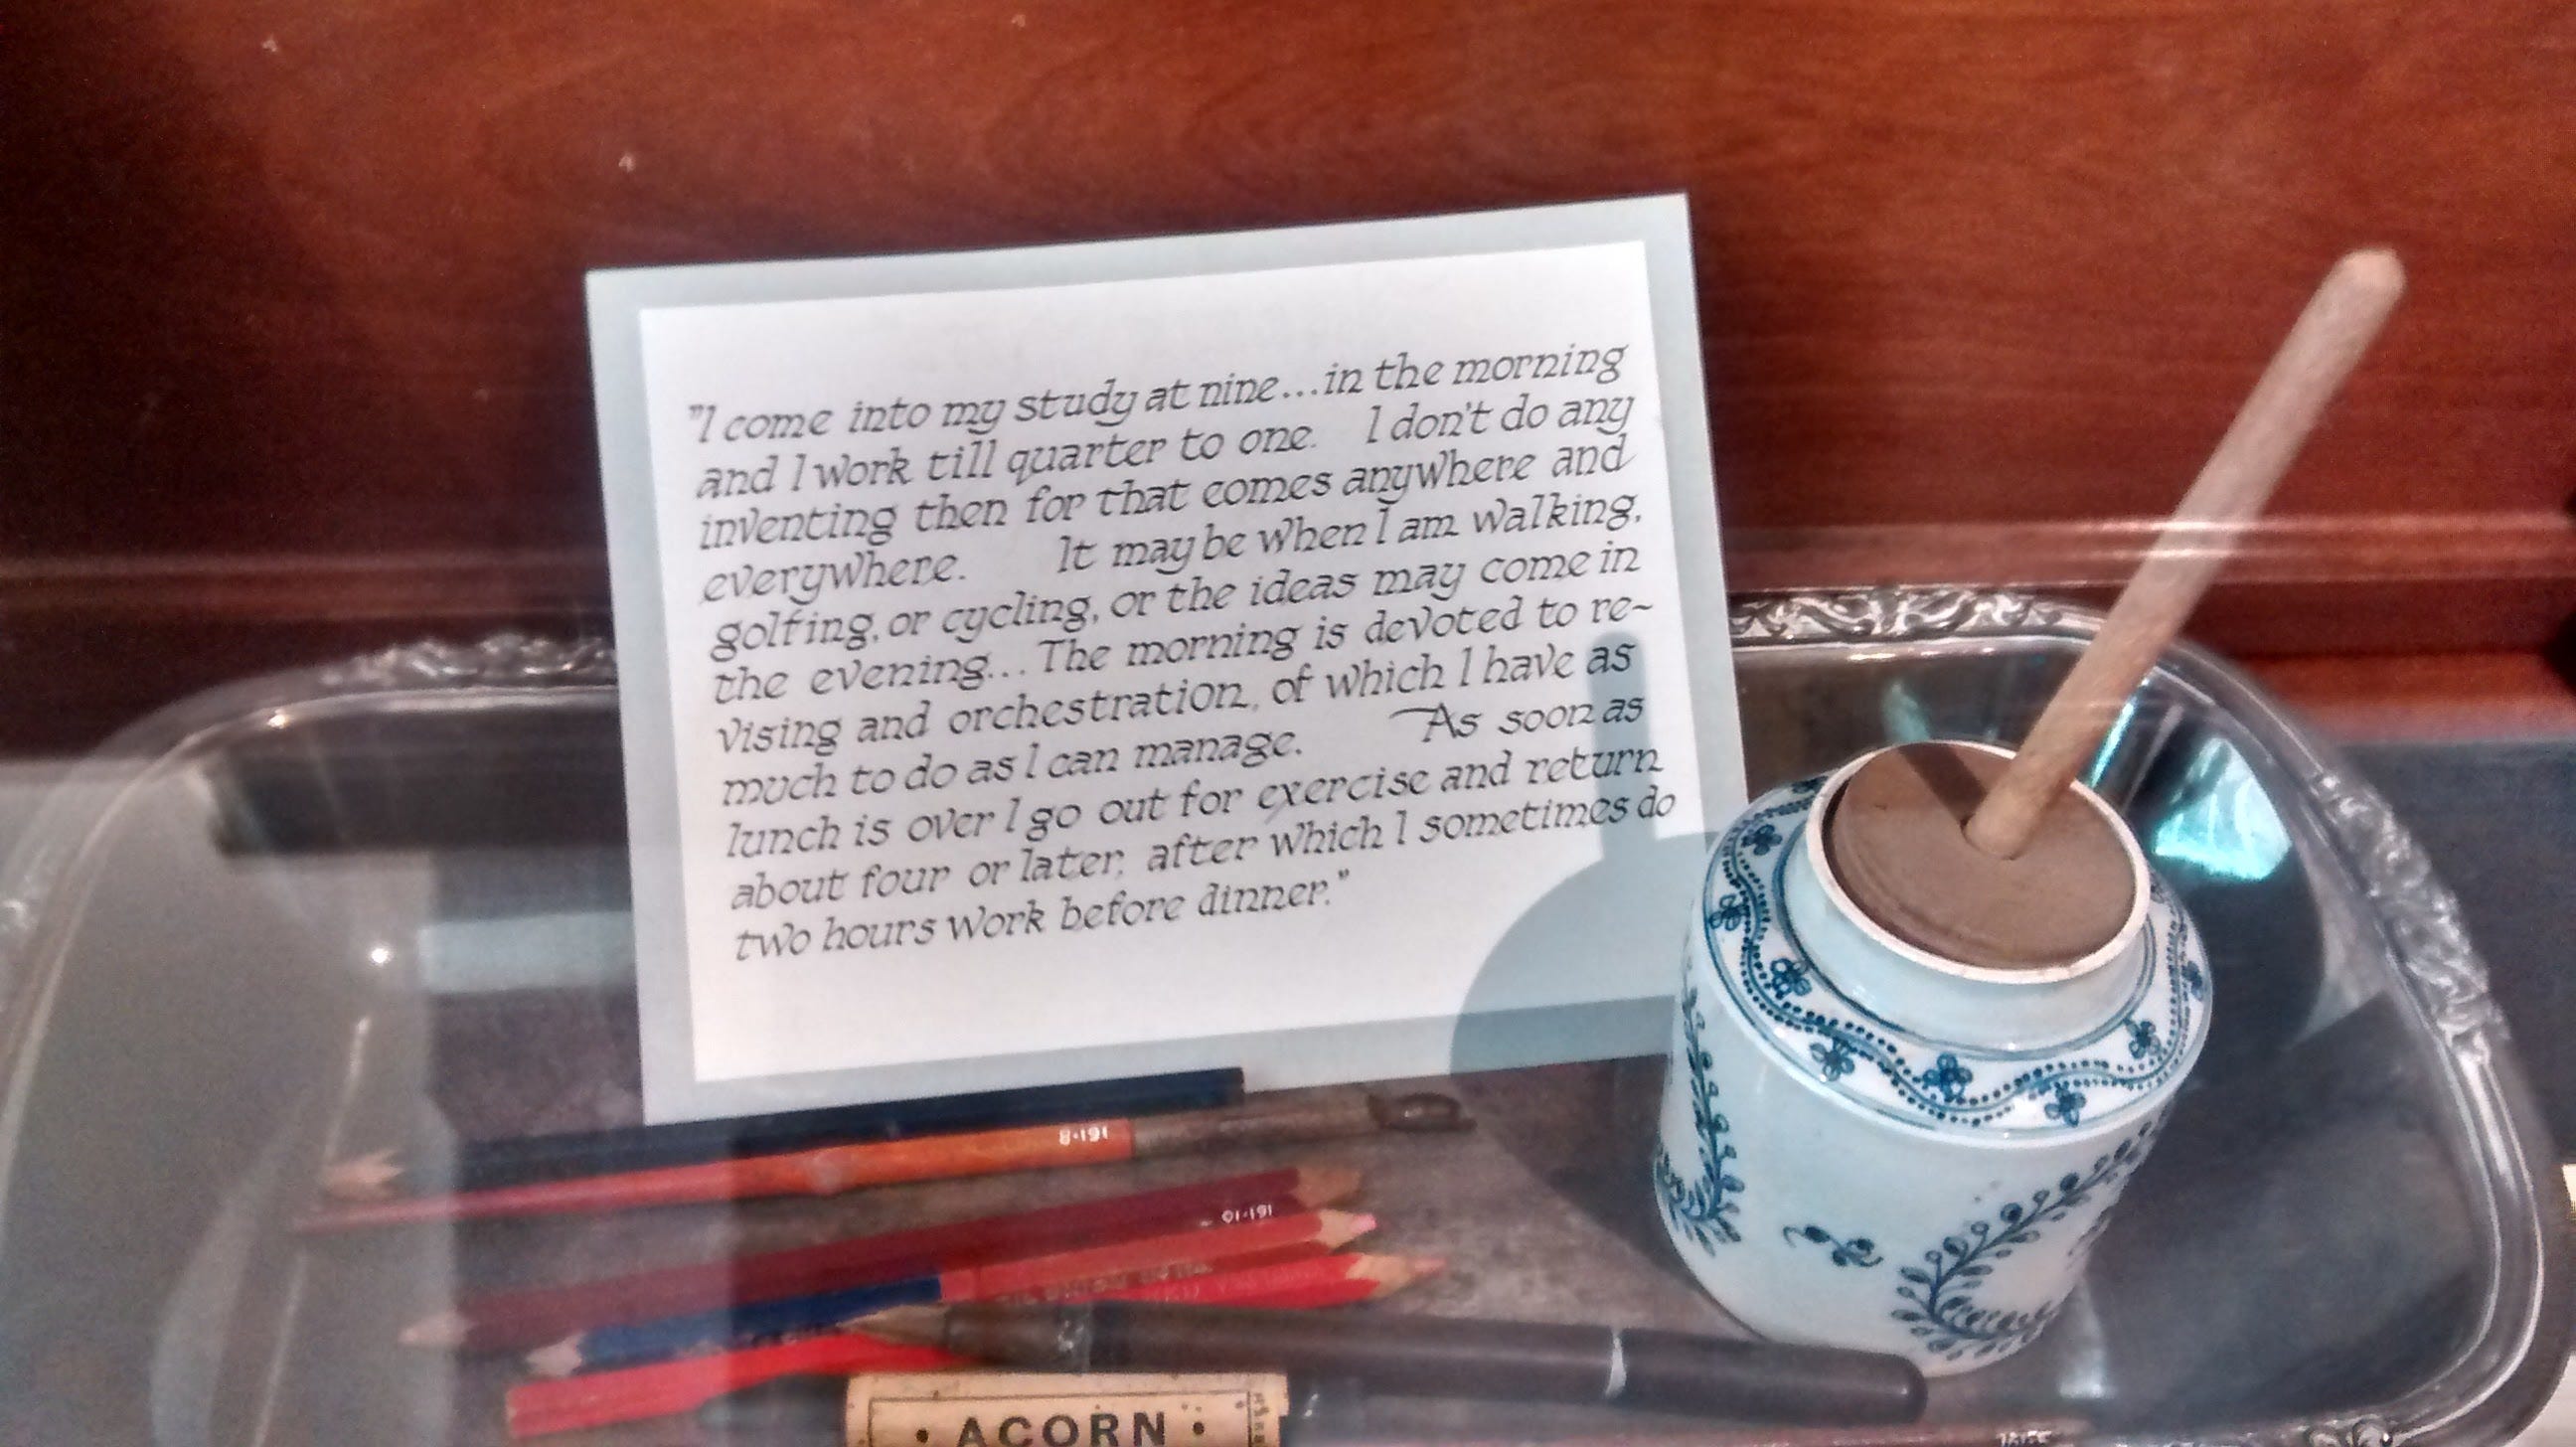 "I come into my study at nine...in the morning
and I work till quarter to one. I don't do any
inventing then for that comes anywhere and
everywhere. It may be when I am walking,
golfing, or cycling, or the ideas may come in
the evening... The morning is devoted to re~
vising and orchestration, of which I have as
much to do as I can manage. As soon as
lunch is over I go out for exercise and return
about four or later, after which I sometimes do
two hours work before dinner."
8·191
01·191
• ACORN •